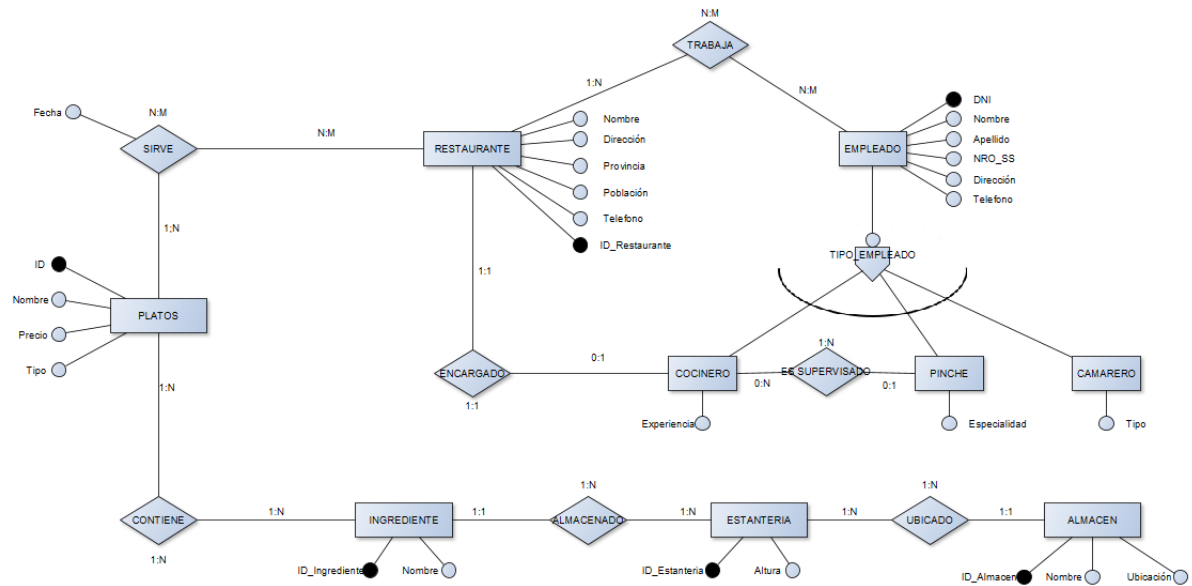 N:M
TRABAJA
1:N
N:M
Fecha
N:M
SIRVE
N:M
RESTAURANTE
Nombre
Dirección
Provincia
Población
Telefono
ID_Restaurante
EMPLEADO
DNI
Nombre
Apellido
NRO_SS
Dirección
Telefono
1;N
1:1
TIPO_EMPLEADO
ID
Nombre
Precio
Tipo
PLATOS
1:N
ENCARGADO
1:1
0:1
COCINERO
0:N
1:N
ES SUPERVISADO
0:1
PINCHE
CAMARERO
Experiencia
Especialidad
Tipo
CONTIENE
1:N
1:N
INGREDIENTE
1:1
1:N
ALMACENADO
1:N
ESTANTERIA
1:N
1:N
UBICADO
1:1
ALMACEN
ID_Ingrediente
Nombre
ID_Estanteria
Altura
ID_Almacen
Nombre
Ubicación